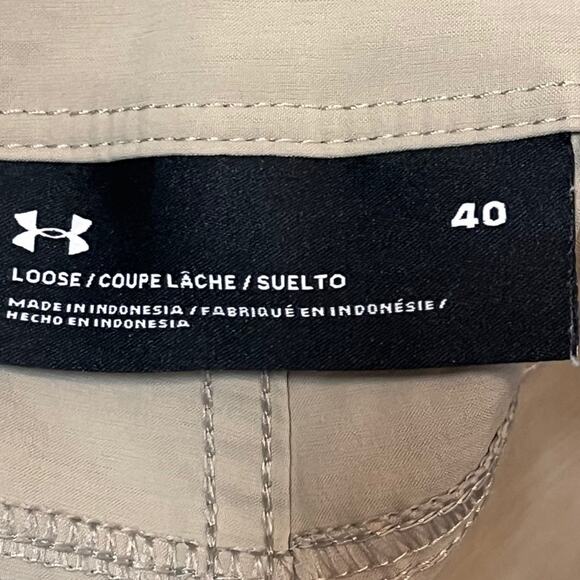 40
LOOSE / COUPE LÂCHE / SUELTO
MADE IN INDONESIA / FABRIQUÉ EN INDONÉSIE /
HECHO EN INDONESIA